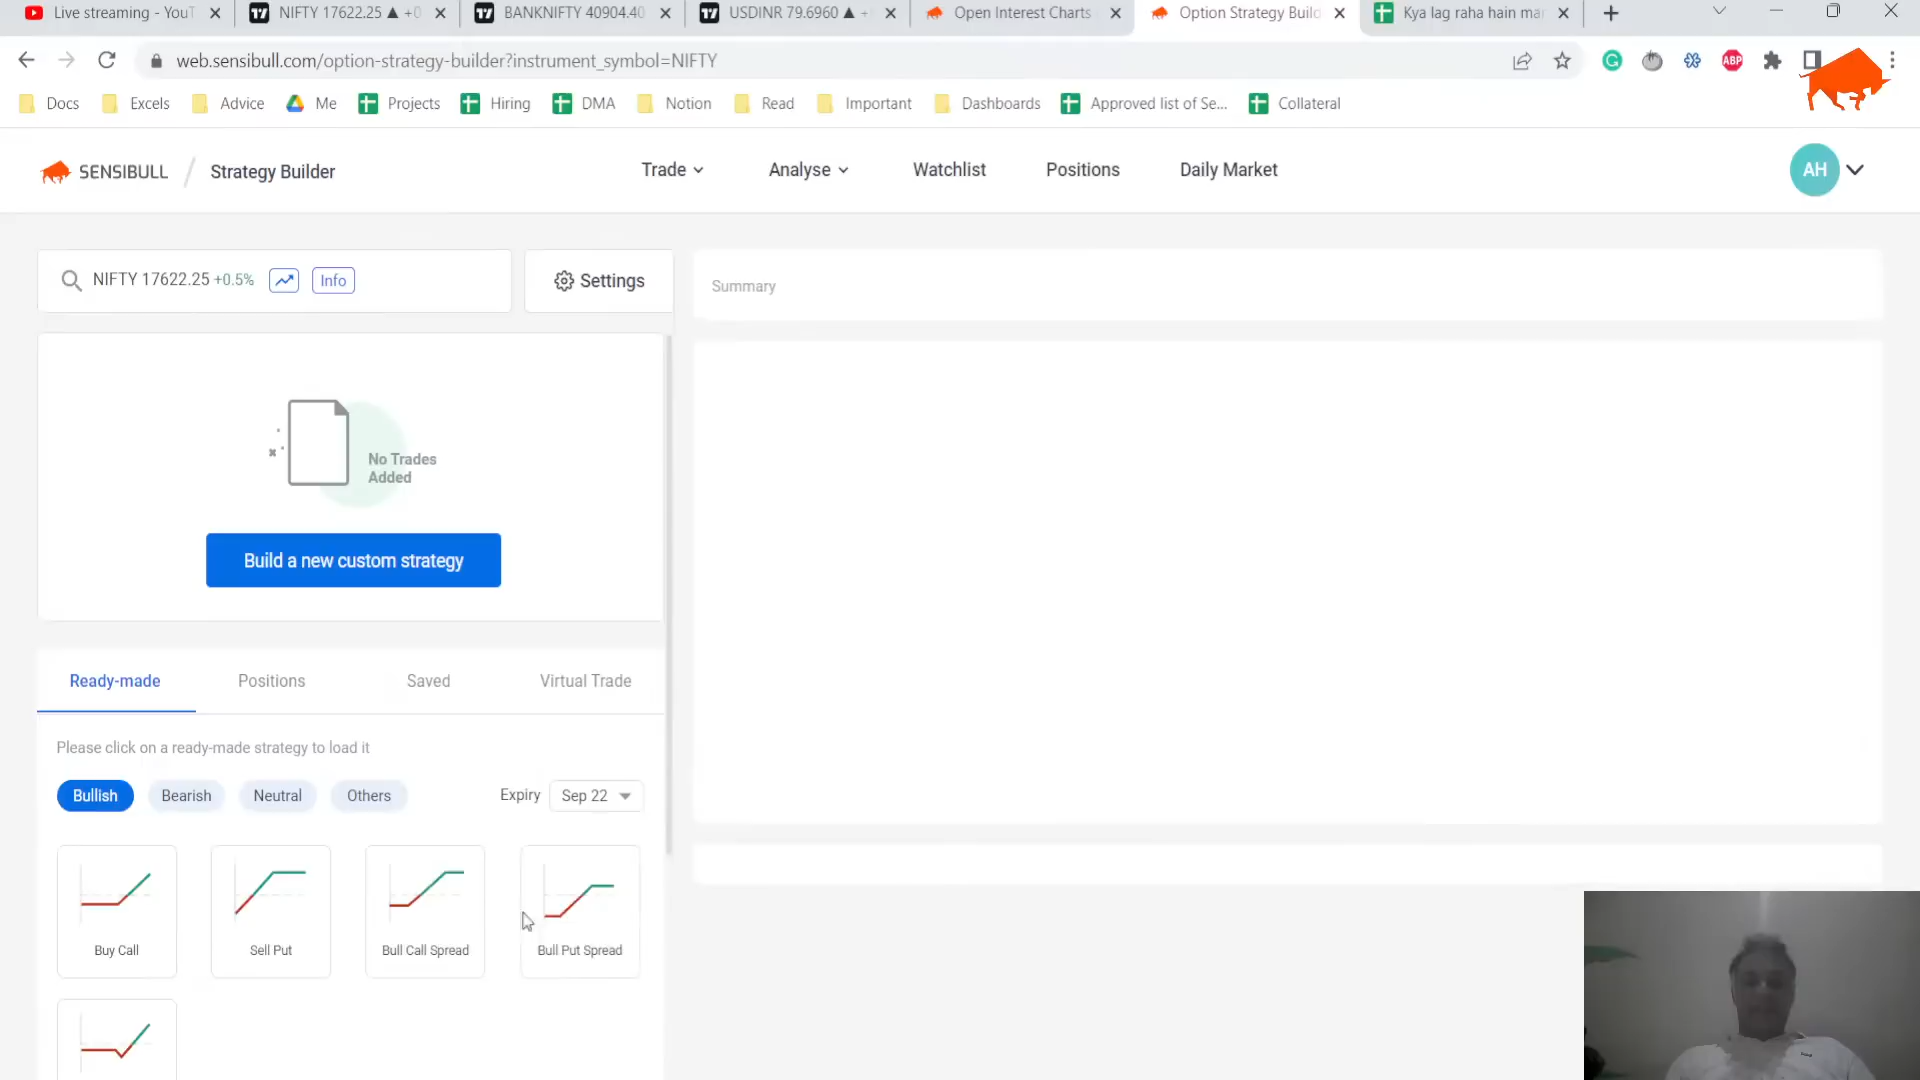 Live streaming - YouT
NIFTY 17622.25 ▲ +0
BANKNIFTY 40904.40
USDINR 79.6960 ▲ +
Open Interest Charts
Option Strategy Build
Kya lag raha hain mar
web.sensibull.com/option-strategy-builder?instrument_symbol=NIFTY
G
ABP
Docs
Excels
Advice
Me
Projects
Hiring
DMA
Notion
Read
Important
Dashboards
Approved list of Se...
Collateral
SENSIBULL / Strategy Builder
Trade
Analyse
Watchlist
Positions
Daily Market
AH
NIFTY 17622.25 +0.5%
Info
Settings
Summary
No Trades
Added
Build a new custom strategy
Ready-made
Positions
Saved
Virtual Trade
Please click on a ready-made strategy to load it
Bullish
Bearish
Neutral
Others
Expiry
Sep 22
Buy Call
Sell Put
Bull Call Spread
Bull Put Spread